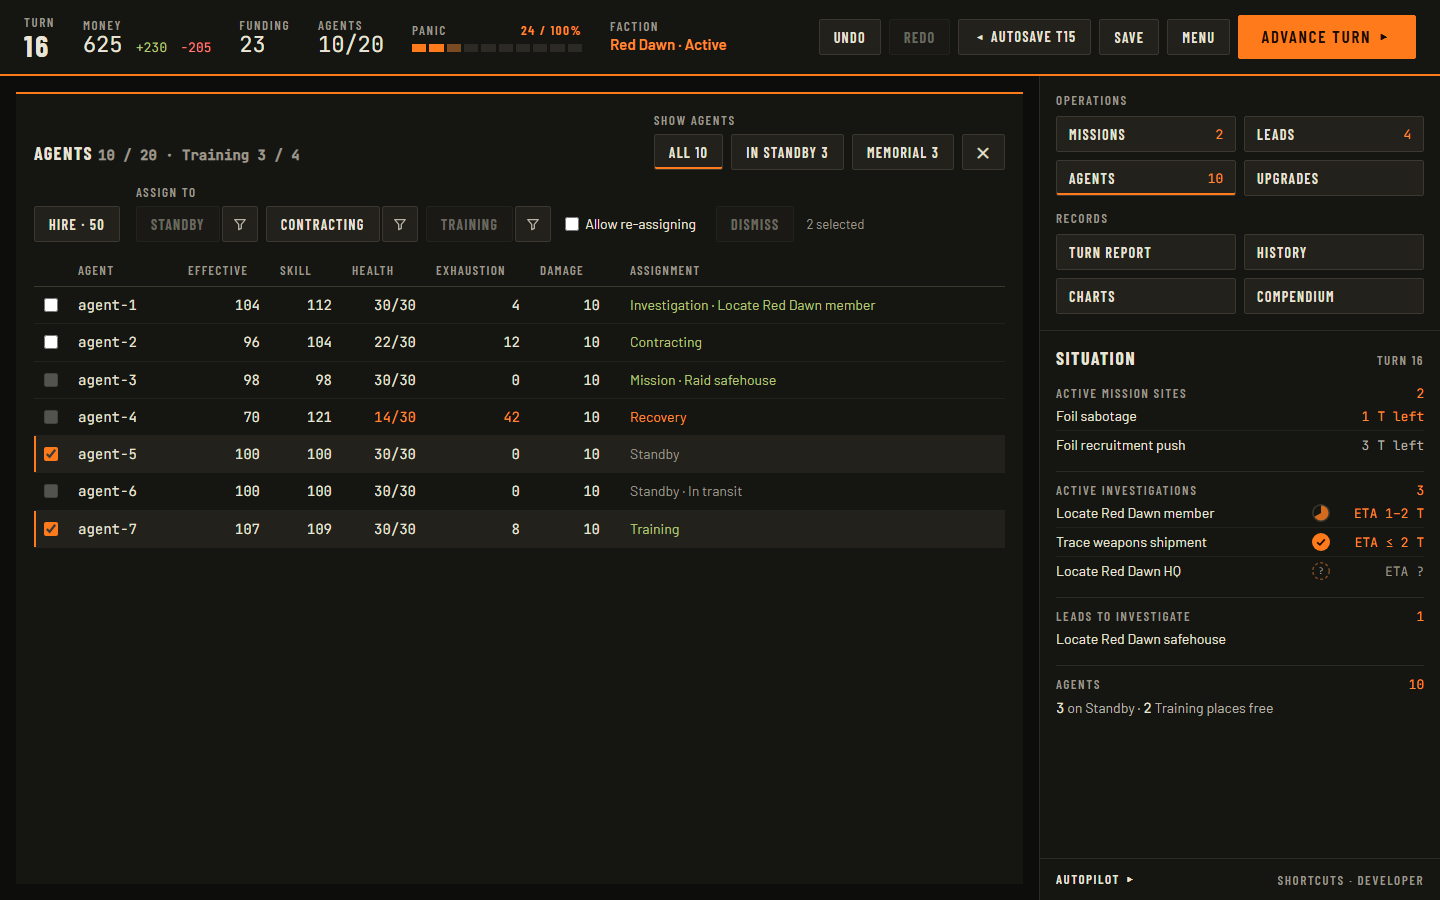 TURN
16
MONEY
625 +230 -205
FUNDING
23
AGENTS
10/20
PANIC 24 / 100%
FACTION
Red Dawn · Active
UNDO
REDO
◂ AUTOSAVE T15
SAVE
MENU
ADVANCE TURN ▸
AGENTS 10 / 20 · Training 3 / 4
SHOW AGENTS
ALL 10
IN STANDBY 3
MEMORIAL 3
✕
ASSIGN TO
HIRE · 50
STANDBY
CONTRACTING
TRAINING
Allow re-assigning
DISMISS
2 selected
AGENT EFFECTIVE SKILL HEALTH EXHAUSTION DAMAGE ASSIGNMENT
agent-1 104 112 30/30 4 10 Investigation · Locate Red Dawn member
agent-2 96 104 22/30 12 10 Contracting
agent-3 98 98 30/30 0 10 Mission · Raid safehouse
agent-4 70 121 14/30 42 10 Recovery
agent-5 100 100 30/30 0 10 Standby
agent-6 100 100 30/30 0 10 Standby · In transit
agent-7 107 109 30/30 8 10 Training
OPERATIONS
MISSIONS 2
LEADS 4
AGENTS 10
UPGRADES
RECORDS
TURN REPORT
HISTORY
CHARTS
COMPENDIUM
SITUATION TURN 16
ACTIVE MISSION SITES 2
Foil sabotage 1 T left
Foil recruitment push 3 T left
ACTIVE INVESTIGATIONS 3
Locate Red Dawn member ETA 1–2 T
Trace weapons shipment ETA ≤ 2 T
Locate Red Dawn HQ ? ETA ?
LEADS TO INVESTIGATE 1
Locate Red Dawn safehouse
AGENTS 10
3 on Standby · 2 Training places free
AUTOPILOT ▸
SHORTCUTS · DEVELOPER